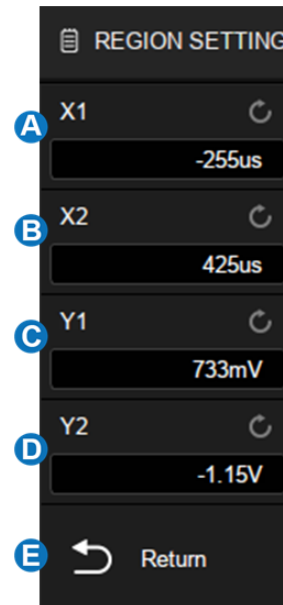 REGION SETTING
A
X1
-255us
B
X2
425us
C
Y1
733mV
D
Y2
-1.15V
E
Return